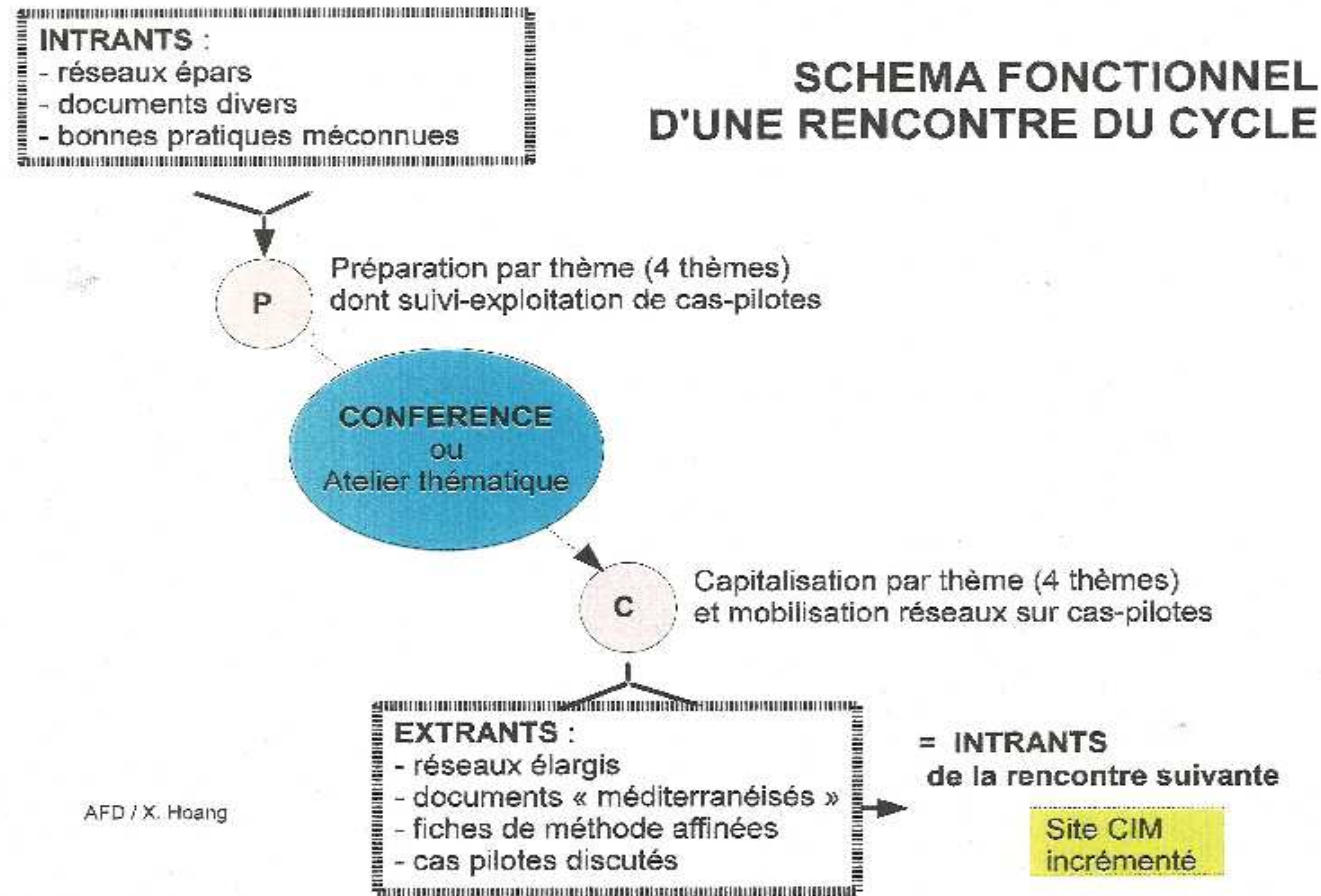 INTRANTS :
- réseaux épars
- documents divers
- bonnes pratiques méconnues
SCHEMA FONCTIONNEL
D'UNE RENCONTRE DU CYCLE
P
Préparation par thème (4 thèmes)
dont suivi-exploitation de cas-pilotes
CONFERENCE
ou
Atelier thématique
C
Capitalisation par thème (4 thèmes)
et mobilisation réseaux sur cas-pilotes
EXTRANTS :
- réseaux élargis
- documents « méditerranéisés »
- fiches de méthode affinées
- cas pilotes discutés
= INTRANTS
de la rencontre suivante
Site CIM
incrémenté
AFD / X. Hoang